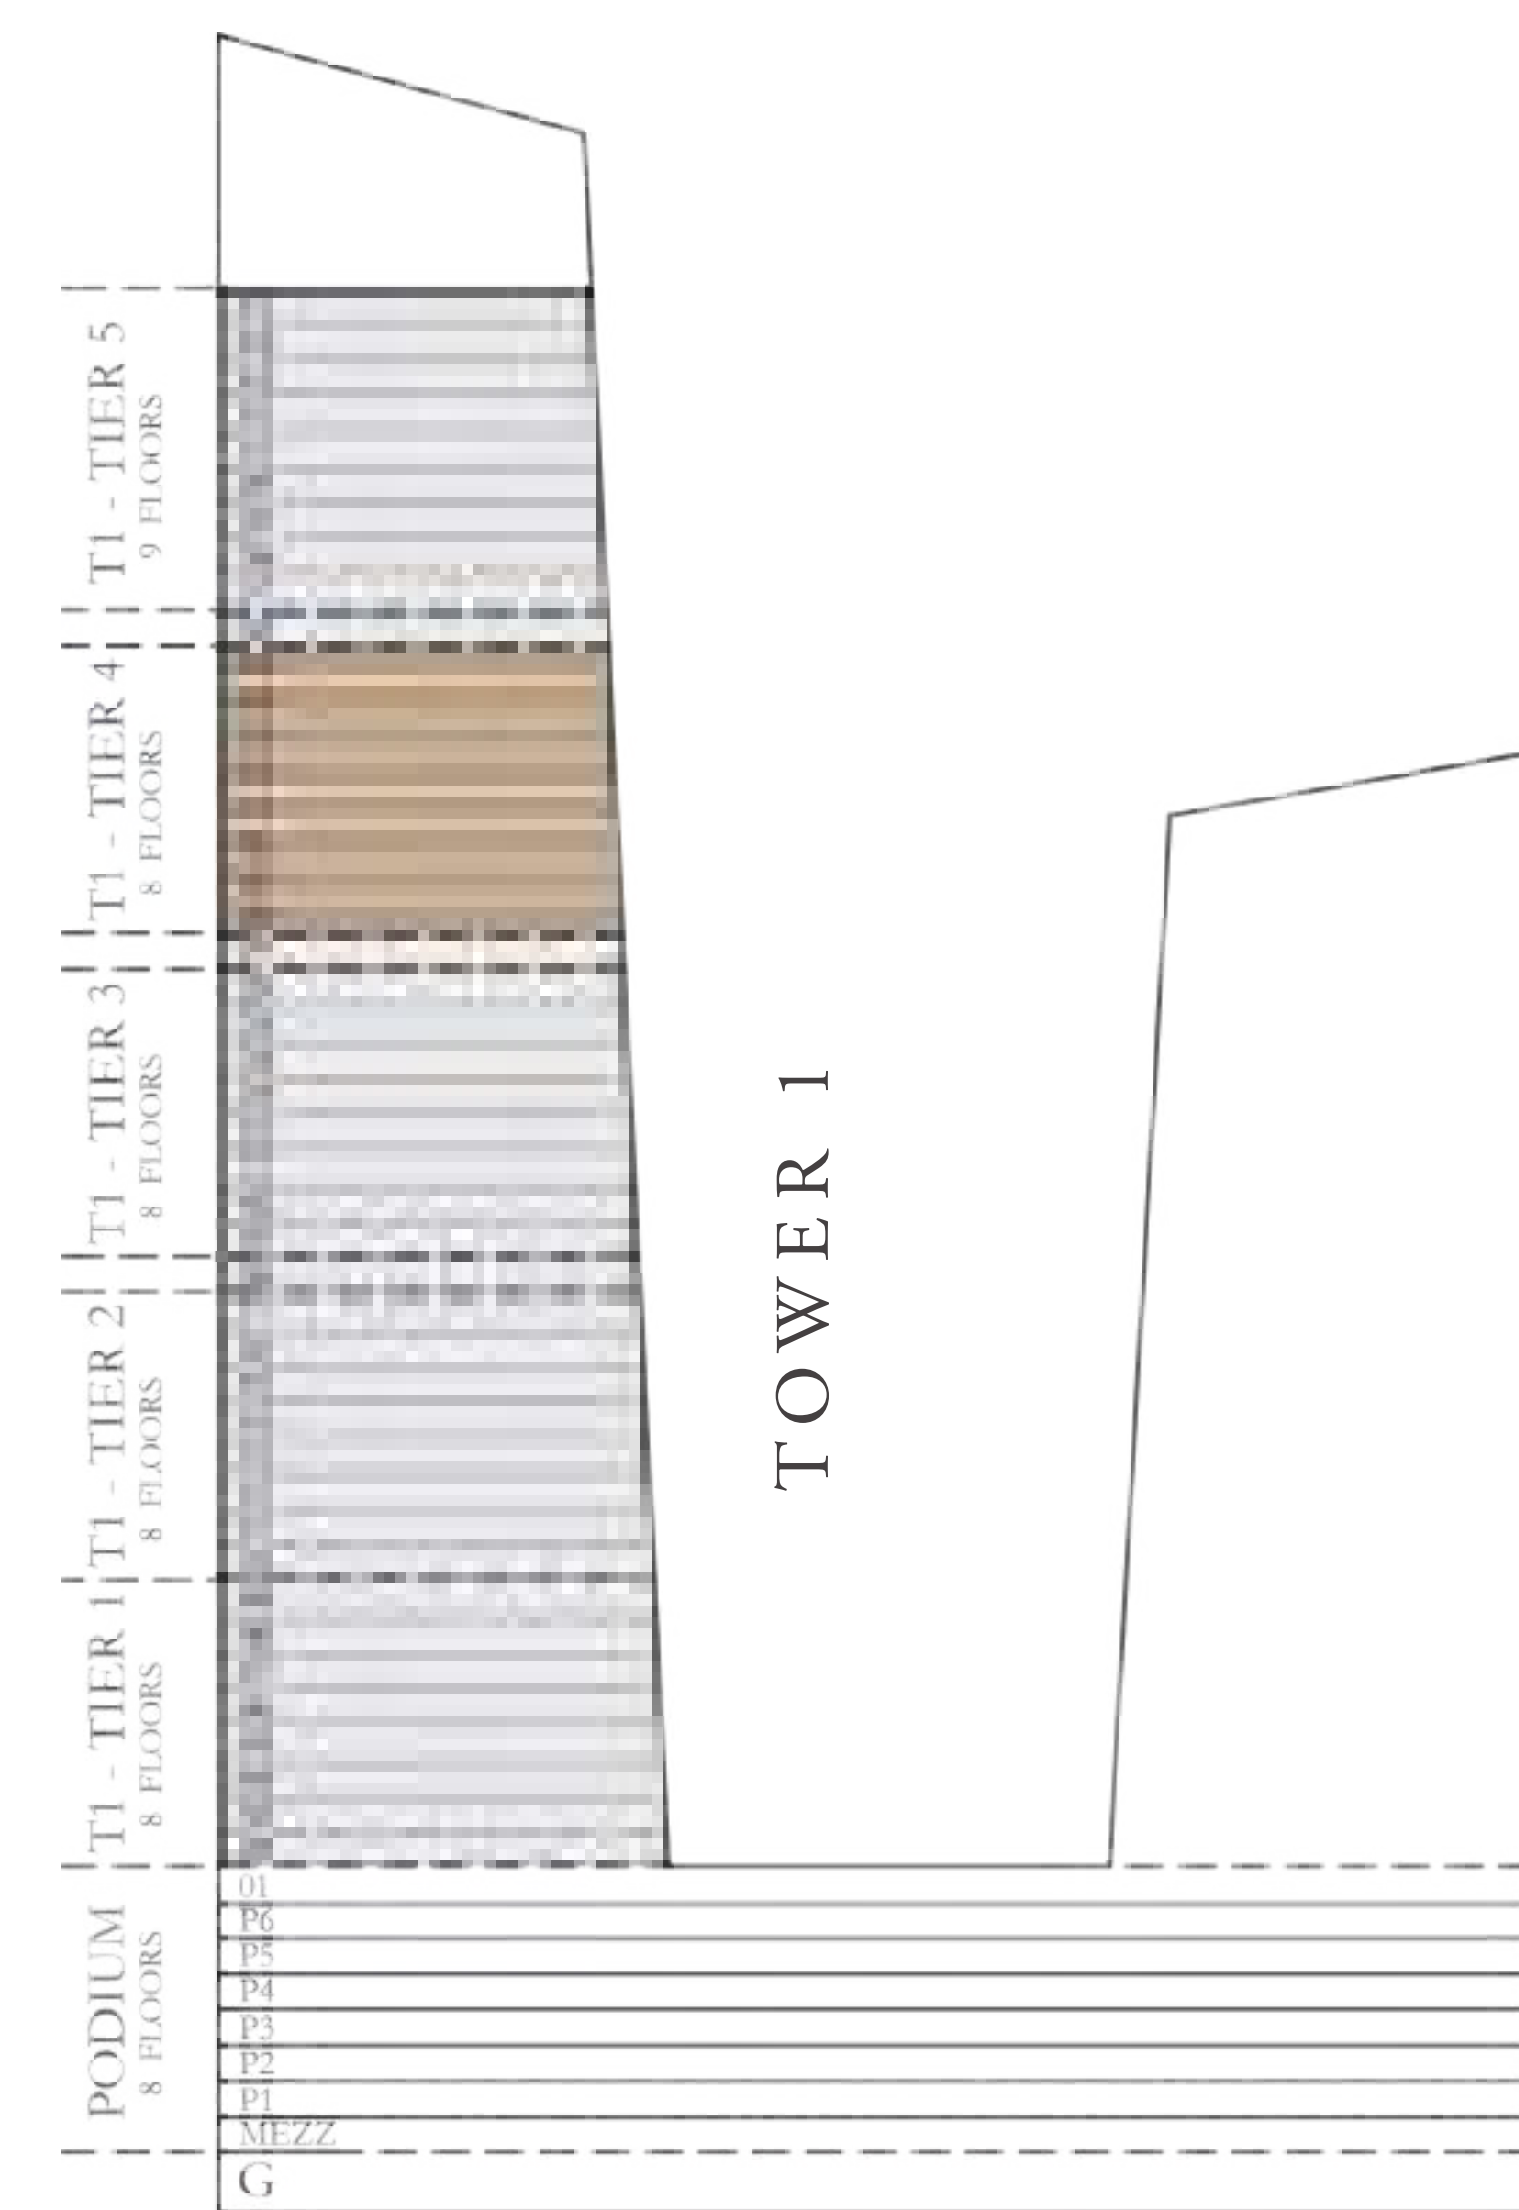 T1 - TIER 5
9 FLOORS
T1 - TIER 4
8 FLOORS
T1 - TIER 3
8 FLOORS
T1 - TIER 2
8 FLOORS
T1 - TIER 1
8 FLOORS
PODIUM
8 FLOORS
TOWER 1
01
P6
P5
P4
P3
P2
P1
MEZZ
G